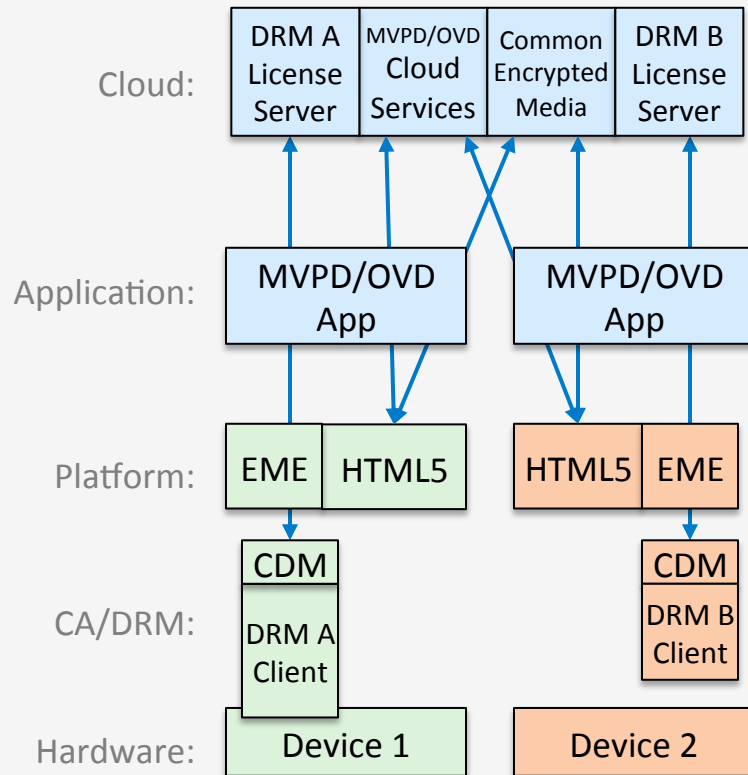 Cloud:
DRM A
License
Server
MVPD/OVD
Cloud
Services
Common
Encrypted
Media
DRM B
License
Server
Application:
MVPD/OVD
App
MVPD/OVD
App
Platform:
EME
HTML5
HTML5
EME
CA/DRM:
CDM
DRM A
Client
CDM
DRM B
Client
Hardware:
Device 1
Device 2